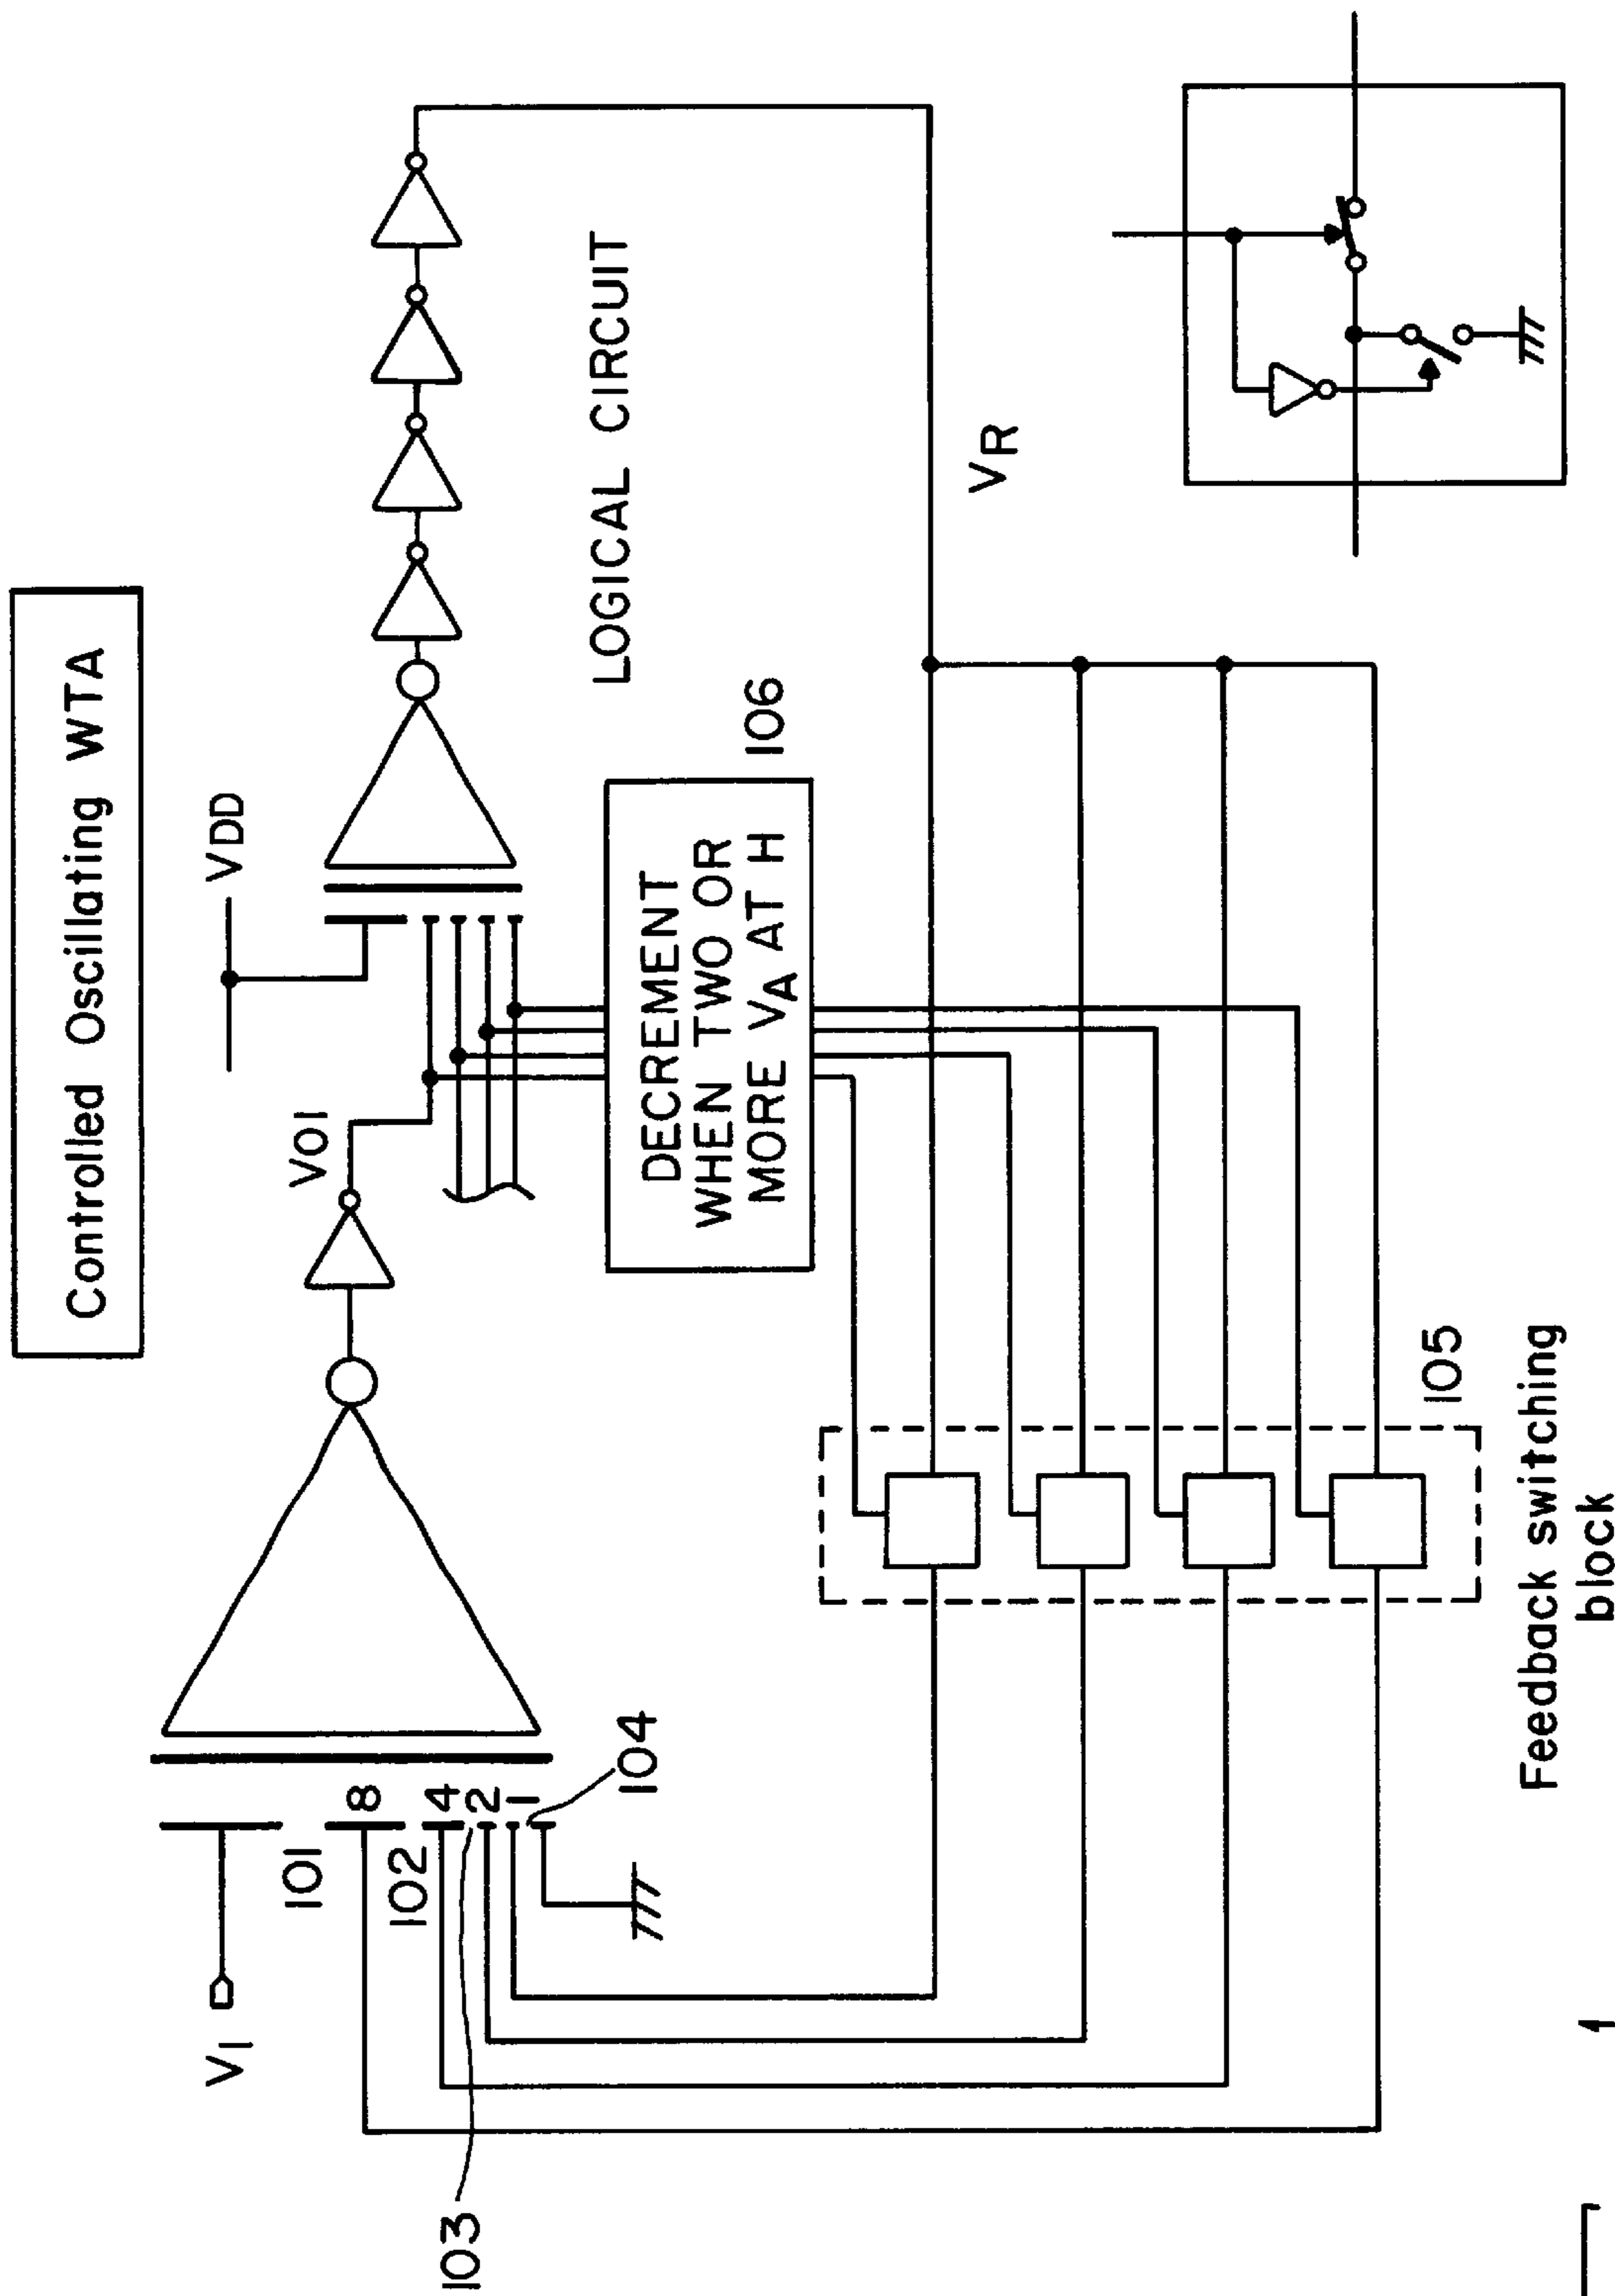 Controlled Oscillating WTA
VDD
VO1
VI
101
8
102
4
2
1
103
104
LOGICAL CIRCUIT
106
DECREMENT
WHEN TWO OR
MORE VA AT H
VR
105
Feedback switching
block